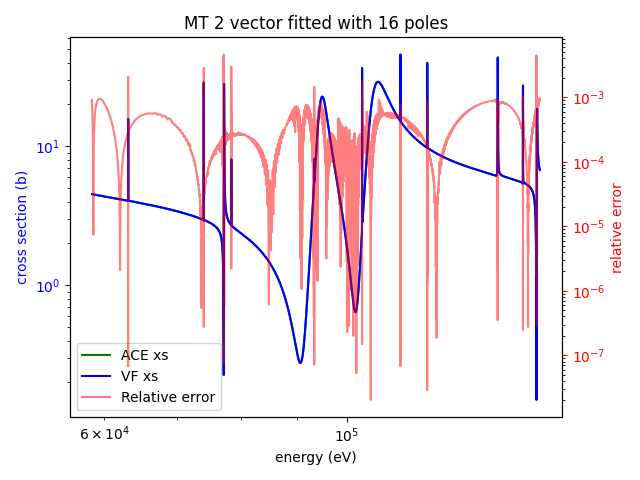 MT 2 vector fitted with 16 poles
cross section (b)
10¹
10⁰
10⁻³
10⁻⁴
10⁻⁵
10⁻⁶
10⁻⁷
relative error
ACE xs
VF xs
Relative error
6 × 10⁴
10⁵
energy (eV)